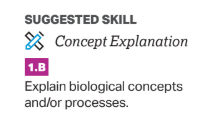 SUGGESTED SKILL
Concept Explanation
1.B
Explain biological concepts
and/or processes.